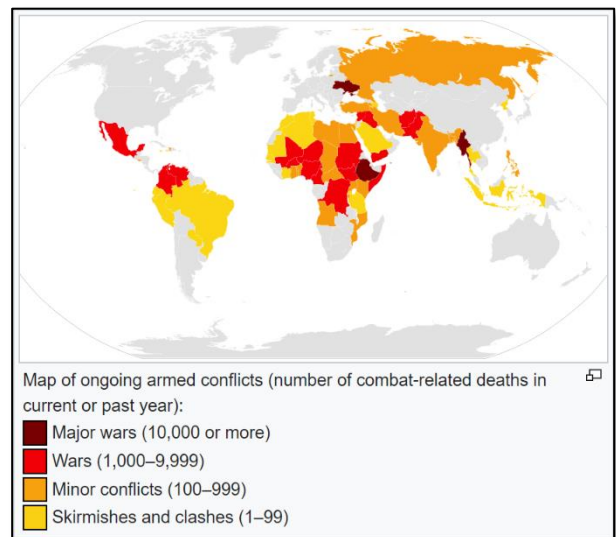 Map of ongoing armed conflicts (number of combat-related deaths in
current or past year):
Major wars (10,000 or more)
Wars (1,000–9,999)
Minor conflicts (100–999)
Skirmishes and clashes (1–99)